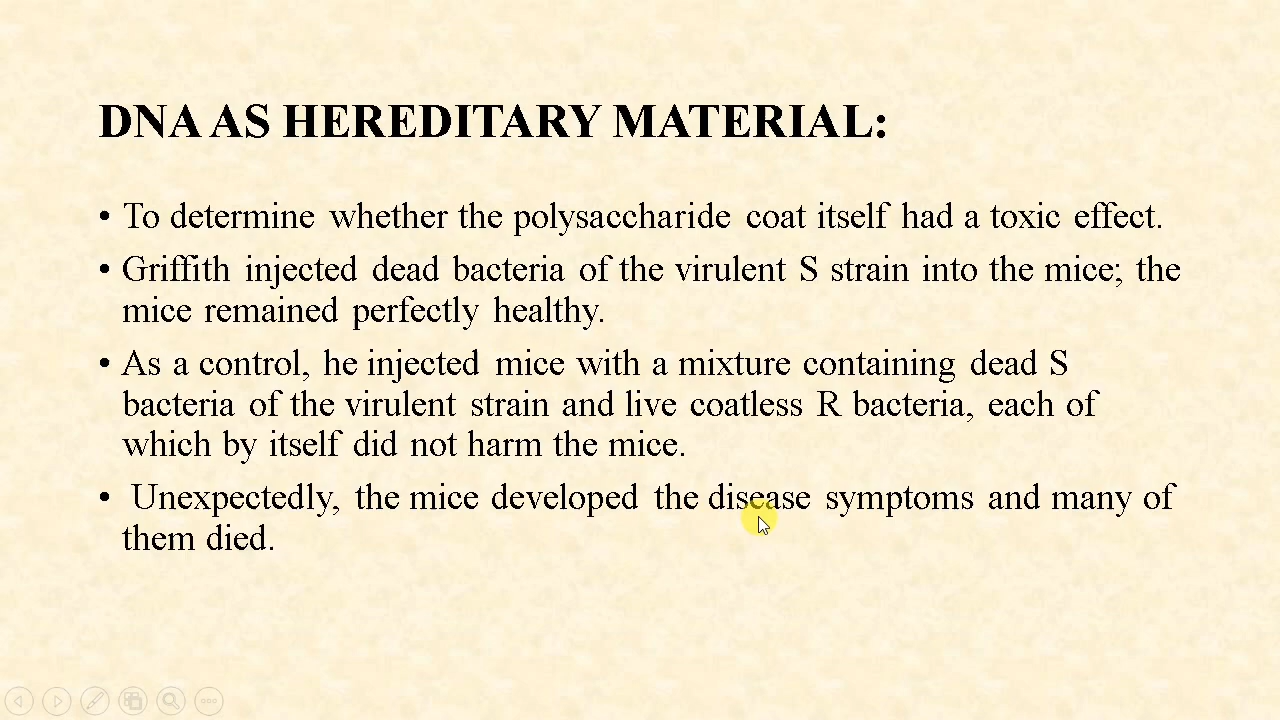 DNA AS HEREDITARY MATERIAL:
• To determine whether the polysaccharide coat itself had a toxic effect.
• Griffith injected dead bacteria of the virulent S strain into the mice; the
mice remained perfectly healthy.
• As a control, he injected mice with a mixture containing dead S
bacteria of the virulent strain and live coatless R bacteria, each of
which by itself did not harm the mice.
• Unexpectedly, the mice developed the disease symptoms and many of
them died.